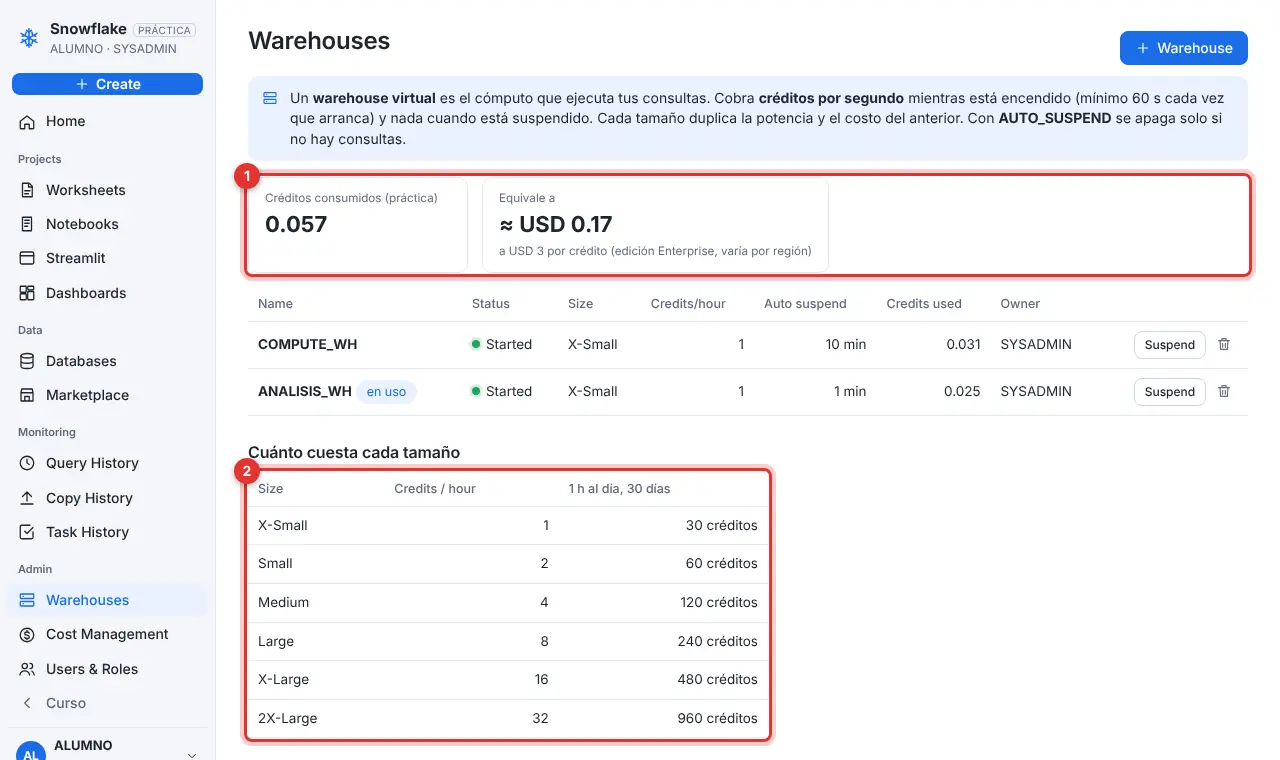 Snowflake PRÁCTICA
ALUMNO · SYSADMIN
+ Create
Home
Projects
Worksheets
Notebooks
Streamlit
Dashboards
Data
Databases
Marketplace
Monitoring
Query History
Copy History
Task History
Admin
Warehouses
Cost Management
Users & Roles
Curso
AL ALUMNO
Warehouses
+ Warehouse
Un warehouse virtual es el cómputo que ejecuta tus consultas. Cobra créditos por segundo mientras está encendido (mínimo 60 s cada vez
que arranca) y nada cuando está suspendido. Cada tamaño duplica la potencia y el costo del anterior. Con AUTO_SUSPEND se apaga solo si
no hay consultas.
1
Créditos consumidos (práctica)
0.057
Equivale a
≈ USD 0.17
a USD 3 por crédito (edición Enterprise, varía por región)
Name Status Size Credits/hour Auto suspend Credits used Owner
COMPUTE_WH Started X-Small 1 10 min 0.031 SYSADMIN Suspend
ANALISIS_WH en uso Started X-Small 1 1 min 0.025 SYSADMIN Suspend
Cuánto cuesta cada tamaño
2
Size Credits / hour 1 h al día, 30 días
X-Small 1 30 créditos
Small 2 60 créditos
Medium 4 120 créditos
Large 8 240 créditos
X-Large 16 480 créditos
2X-Large 32 960 créditos